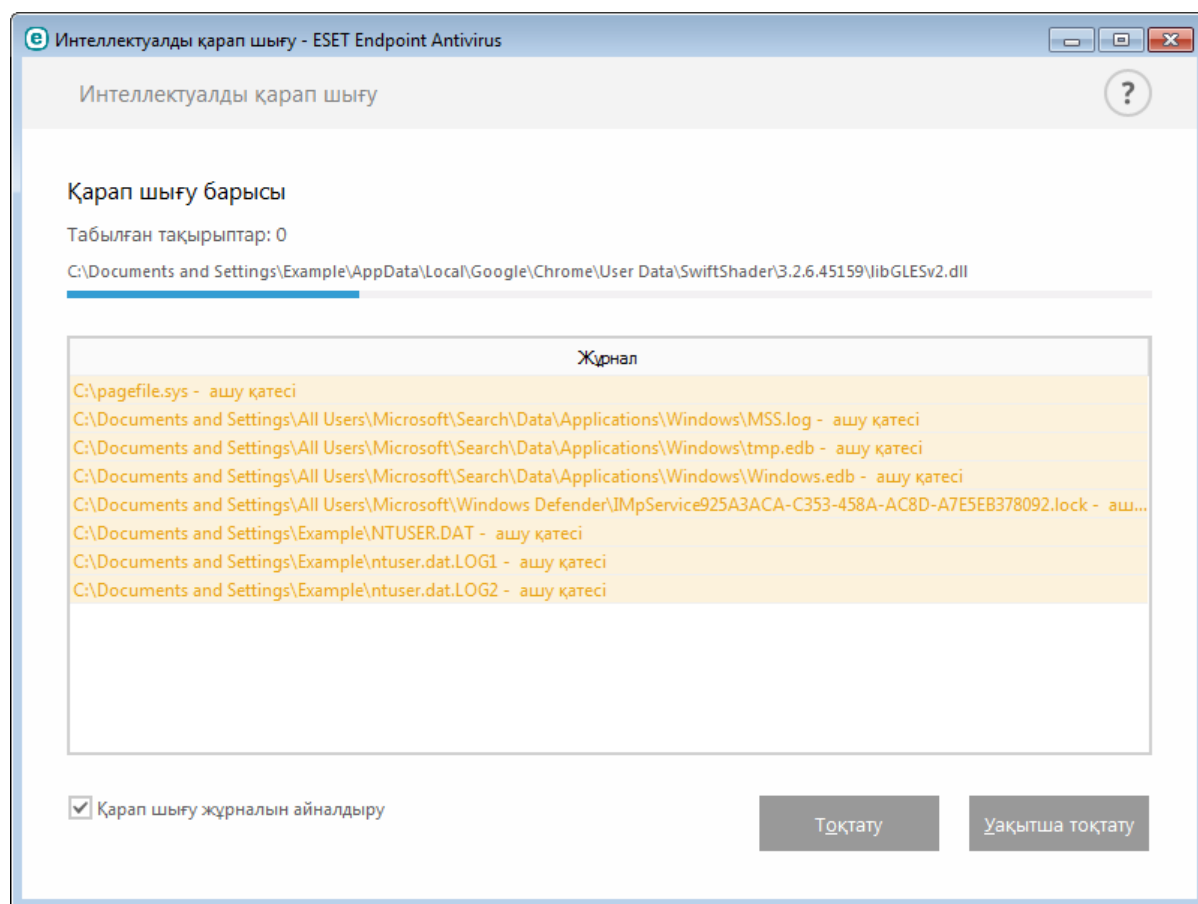 Интеллектуалды қарап шығу - ESET Endpoint Antivirus
Интеллектуалды қарап шығу
?
Қарап шығу барысы
Табылған тақырыптар: 0
C:\Documents and Settings\Example\AppData\Local\Google\Chrome\User Data\SwiftShader\3.2.6.45159\libGLESv2.dll
Журнал
C:\pagefile.sys - ашу қатесі
C:\Documents and Settings\All Users\Microsoft\Search\Data\Applications\Windows\MSS.log - ашу қатесі
C:\Documents and Settings\All Users\Microsoft\Search\Data\Applications\Windows\tmp.edb - ашу қатесі
C:\Documents and Settings\All Users\Microsoft\Search\Data\Applications\Windows\Windows.edb - ашу қатесі
C:\Documents and Settings\All Users\Microsoft\Windows Defender\IMpService925A3ACA-C353-458A-AC8D-A7E5EB378092.lock - аш...
C:\Documents and Settings\Example\NTUSER.DAT - ашу қатесі
C:\Documents and Settings\Example\ntuser.dat.LOG1 - ашу қатесі
C:\Documents and Settings\Example\ntuser.dat.LOG2 - ашу қатесі
Қарап шығу журналын айналдыру
Тоқтату
Уақытша тоқтату